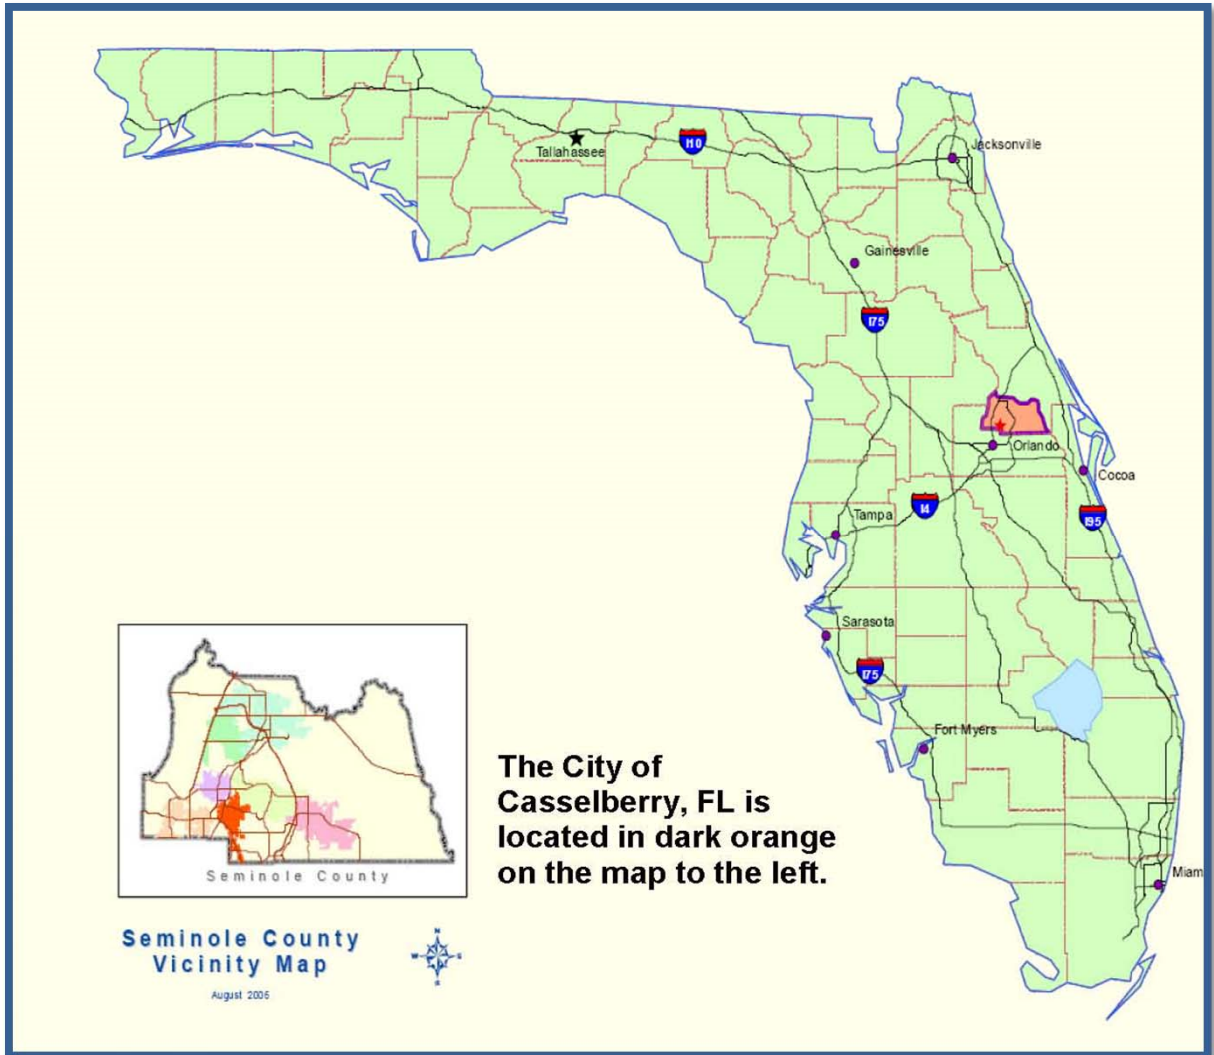 Tallahassee
I10
Jacksonville
Gainesville
I75
Orlando
Cocoa
I4
I95
Tampa
Sarasota
I75
Fort Myers
Miam
The City of
Casselberry, FL is
located in dark orange
on the map to the left.
Seminole County
Seminole County
Vicinity Map
August 2006
N
W
E
S